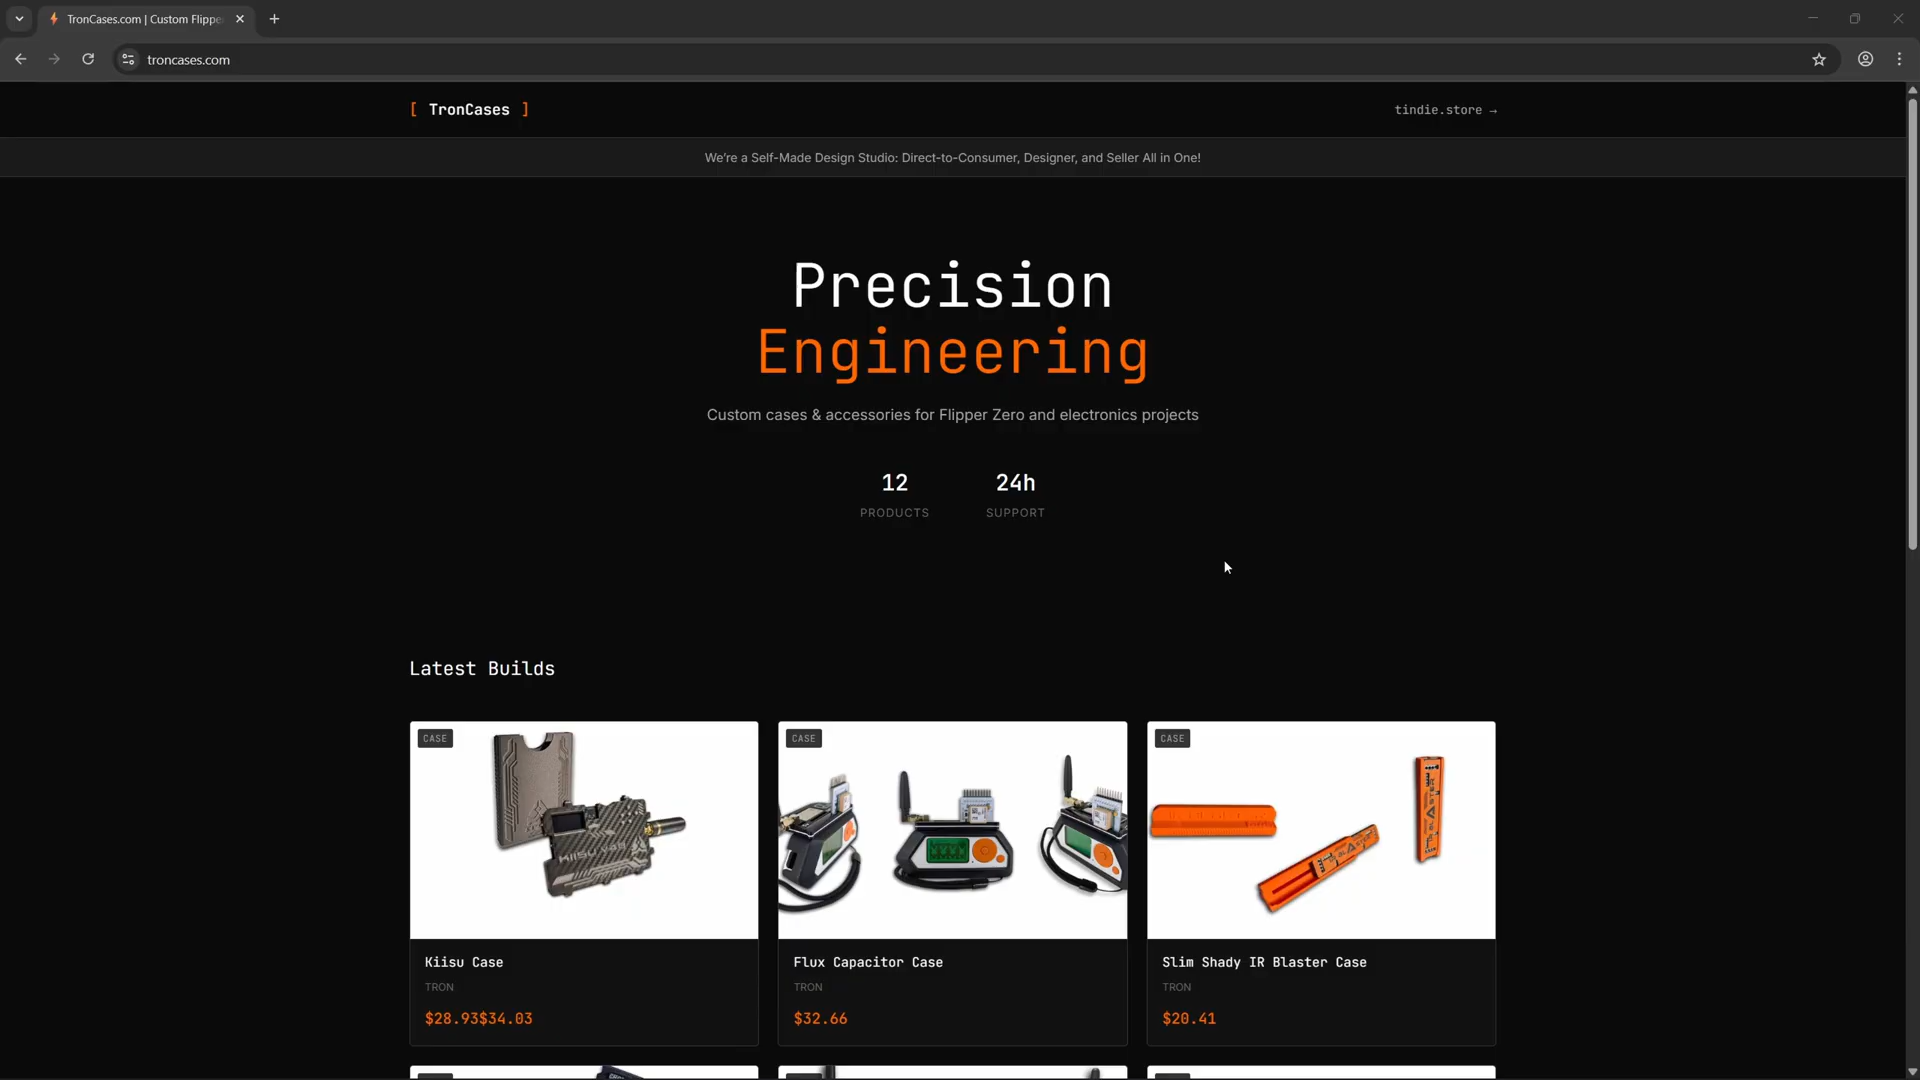 TronCases.com | Custom Flippe
troncases.com
[ TronCases ]
tindie.store →
We're a Self-Made Design Studio: Direct-to-Consumer, Designer, and Seller All in One!
Precision
Engineering
Custom cases & accessories for Flipper Zero and electronics projects
12
PRODUCTS
24h
SUPPORT
Latest Builds
CASE
Kiisu Case
TRON
$28.93$34.03
CASE
Flux Capacitor Case
TRON
$32.66
CASE
Slim Shady IR Blaster Case
TRON
$20.41